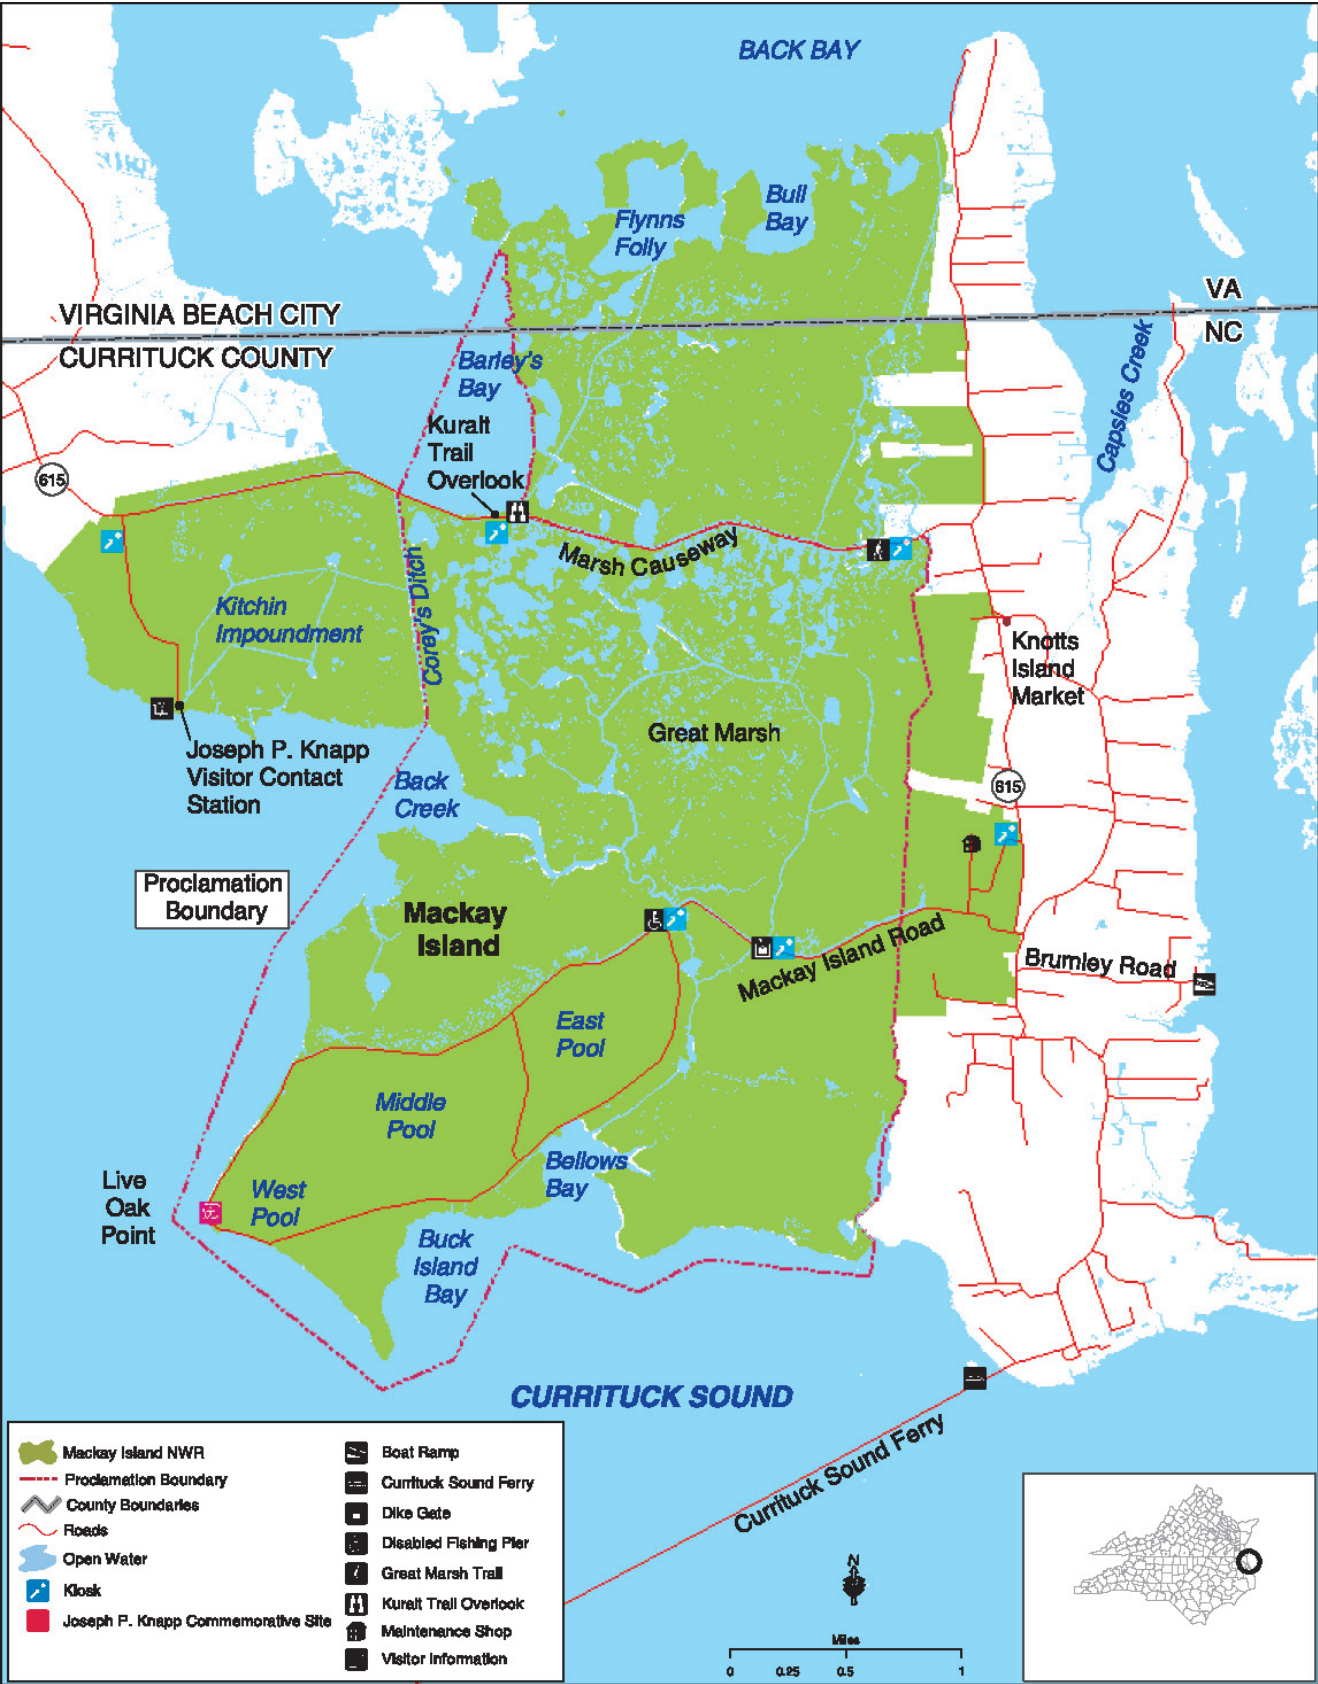 BACK BAY
Flynns
Folly
Bull
Bay
VIRGINIA BEACH CITY
CURRITUCK COUNTY
VA
NC
Barley's
Bay
Capsies Creek
Kuralt
Trail
Overlook
615
Marsh Causeway
Corey's Ditch
Kitchin
Impoundment
Knotts
Island
Market
Great Marsh
Joseph P. Knapp
Visitor Contact
Station
Back
Creek
615
Proclamation
Boundary
Mackay
Island
Mackay Island Road
Brumley Road
East
Pool
Middle
Pool
Bellows
Bay
Live
Oak
Point
West
Pool
Buck
Island
Bay
CURRITUCK SOUND
Currituck Sound Ferry
Mackay Island NWR
Proclamation Boundary
County Boundaries
Roads
Open Water
Kiosk
Joseph P. Knapp Commemorative Site
Boat Ramp
Currituck Sound Ferry
Dike Gate
Disabled Fishing Pier
Great Marsh Trail
Kuralt Trail Overlook
Maintenance Shop
Visitor Information
N
Miles
0 0.25 0.5 1